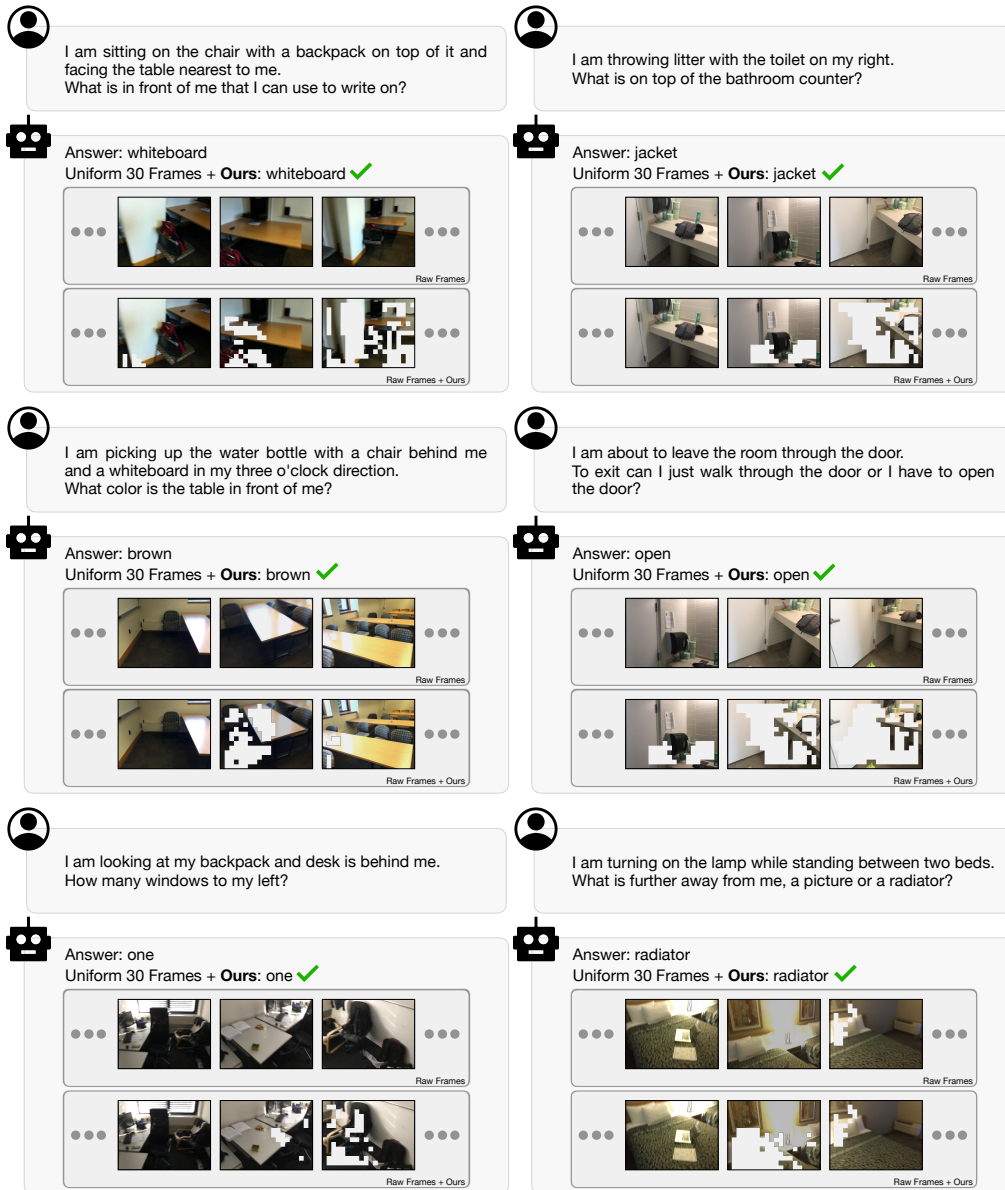 I am sitting on the chair with a backpack on top of it and
facing the table nearest to me.
What is in front of me that I can use to write on?
Answer: whiteboard
Uniform 30 Frames + Ours: whiteboard
Raw Frames
Raw Frames + Ours
I am throwing litter with the toilet on my right.
What is on top of the bathroom counter?
Answer: jacket
Uniform 30 Frames + Ours: jacket
Raw Frames
Raw Frames + Ours
I am picking up the water bottle with a chair behind me
and a whiteboard in my three o'clock direction.
What color is the table in front of me?
Answer: brown
Uniform 30 Frames + Ours: brown
Raw Frames
Raw Frames + Ours
I am about to leave the room through the door.
To exit can I just walk through the door or I have to open
the door?
Answer: open
Uniform 30 Frames + Ours: open
Raw Frames
Raw Frames + Ours
I am looking at my backpack and desk is behind me.
How many windows to my left?
Answer: one
Uniform 30 Frames + Ours: one
Raw Frames
Raw Frames + Ours
I am turning on the lamp while standing between two beds.
What is further away from me, a picture or a radiator?
Answer: radiator
Uniform 30 Frames + Ours: radiator
Raw Frames
Raw Frames + Ours